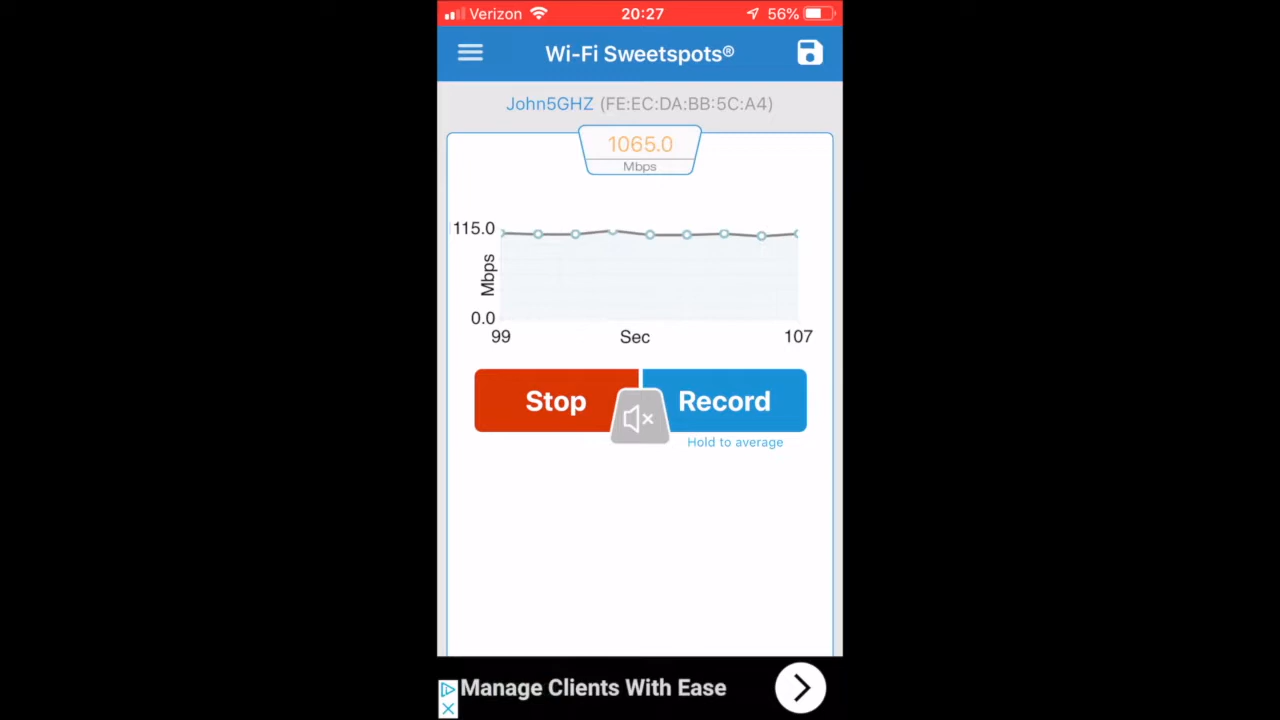 Verizon 20:27 56%
Wi-Fi Sweetspots®
John5GHZ (FE:EC:DA:BB:5C:A4)
1065.0
Mbps
115.0
Mbps
0.0
99 Sec 107
Stop Record
Hold to average
Manage Clients With Ease